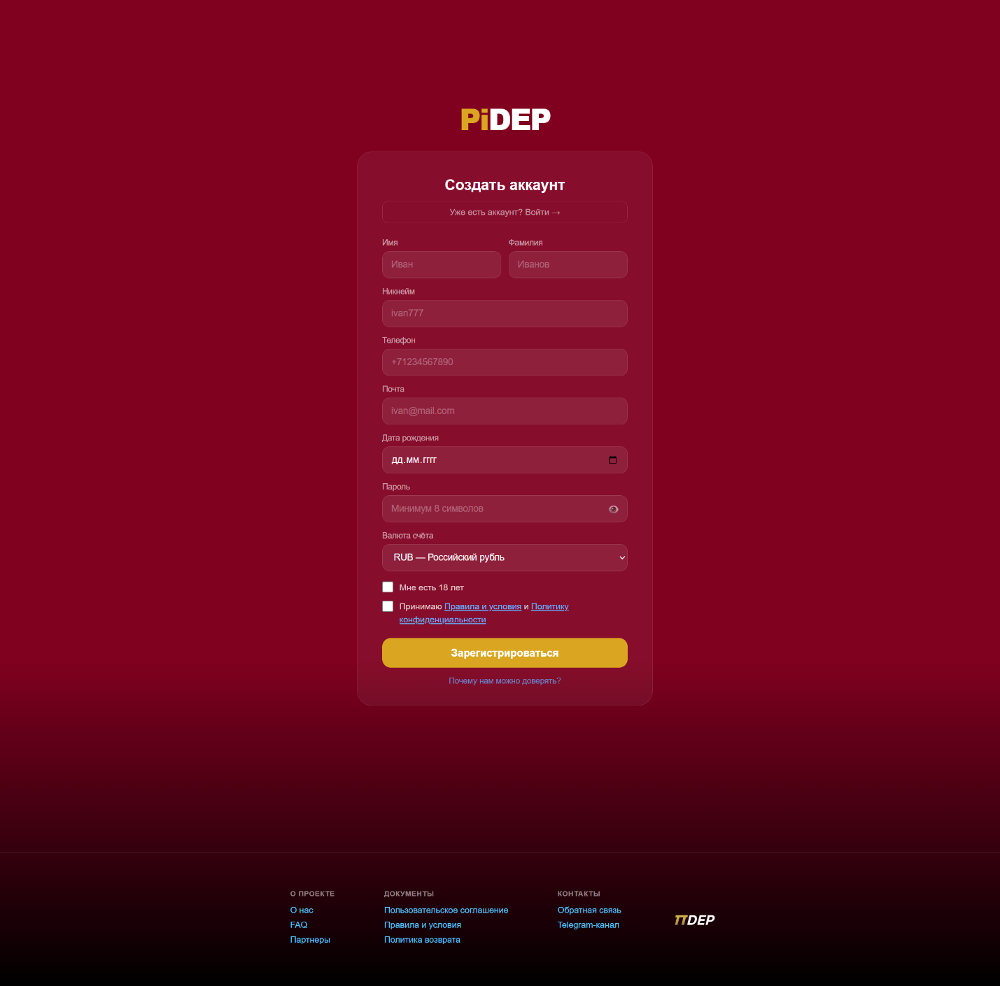 PiDEP
Создать аккаунт
Уже есть аккаунт? Войти →
Имя
Фамилия
Иван
Иванов
Никнейм
ivan777
Телефон
+71234567890
Почта
ivan@mail.com
Дата рождения
дд.мм.гггг
Пароль
Минимум 8 символов
Валюта счёта
RUB — Российский рубль
Мне есть 18 лет
Принимаю Правила и условия и Политику
конфиденциальности
Зарегистрироваться
Почему нам можно доверять?
О ПРОЕКТЕ
О нас
FAQ
Партнеры
ДОКУМЕНТЫ
Пользовательское соглашение
Правила и условия
Политика возврата
КОНТАКТЫ
Обратная связь
Telegram-канал
πDEP